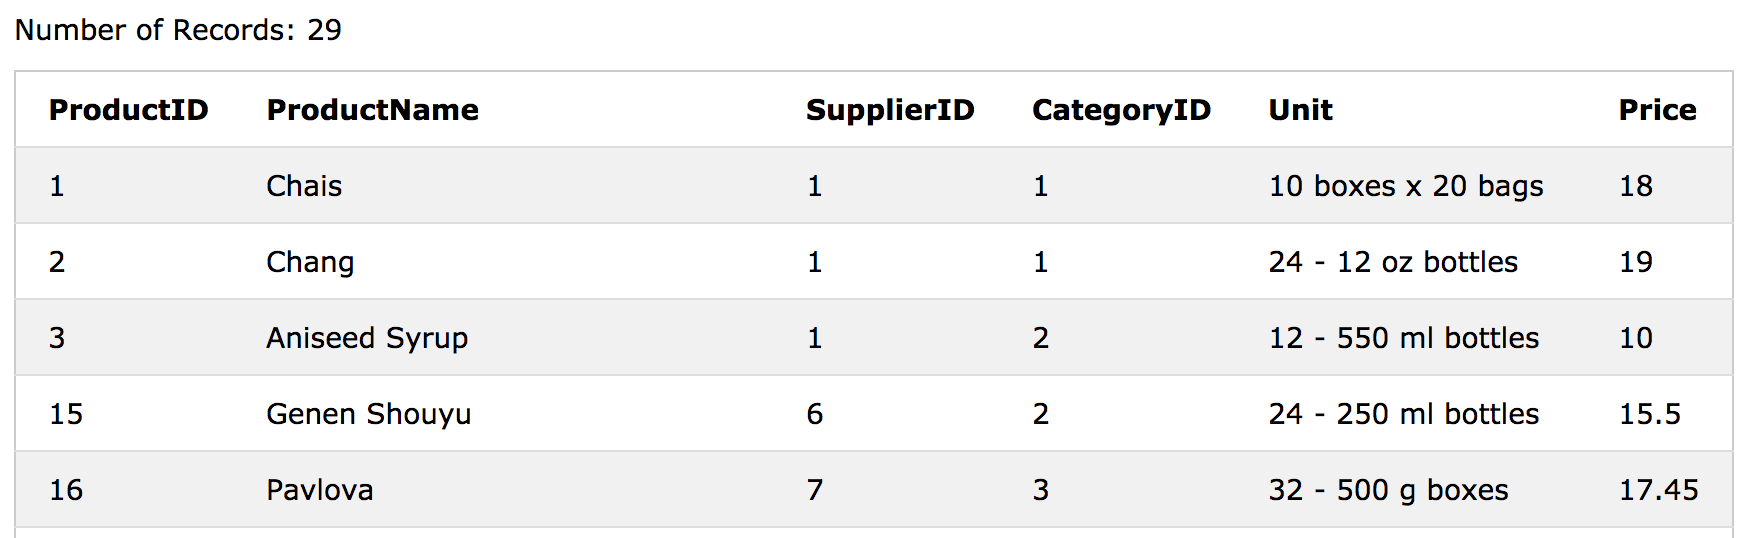 Number of Records: 29
ProductID ProductName SupplierID CategoryID Unit Price
1 Chais 1 1 10 boxes x 20 bags 18
2 Chang 1 1 24 - 12 oz bottles 19
3 Aniseed Syrup 1 2 12 - 550 ml bottles 10
15 Genen Shouyu 6 2 24 - 250 ml bottles 15.5
16 Pavlova 7 3 32 - 500 g boxes 17.45